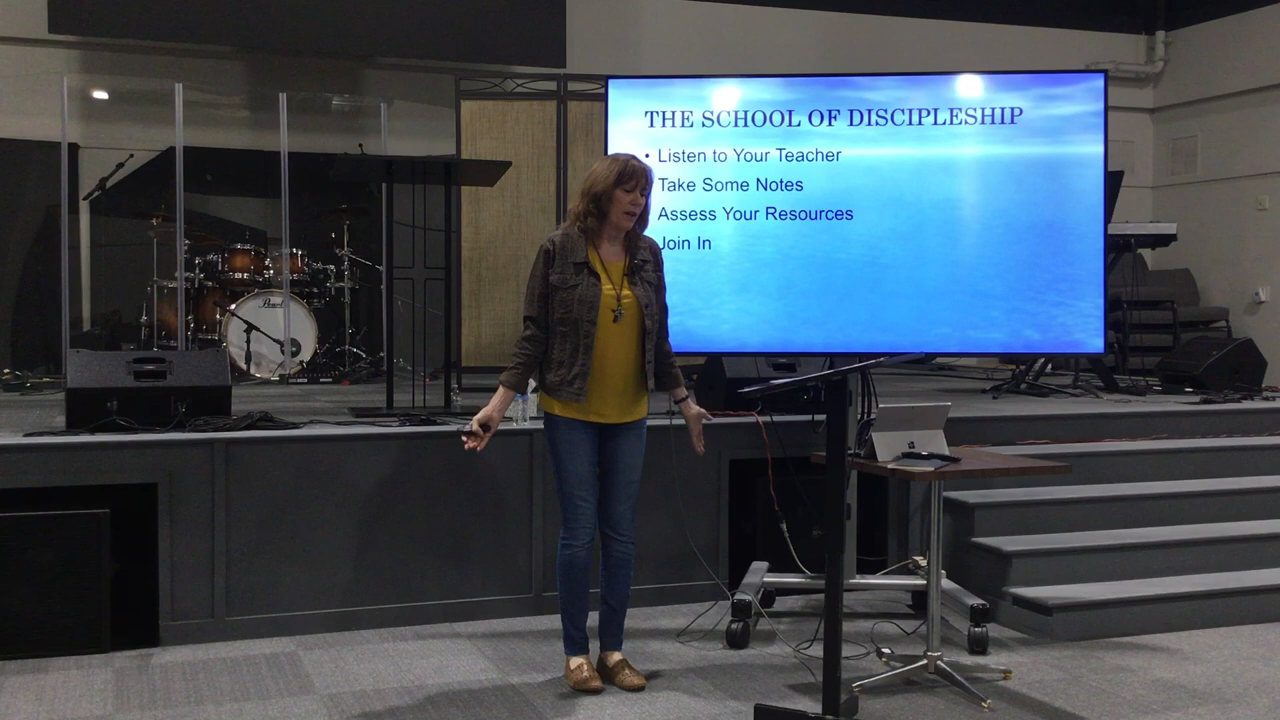 THE SCHOOL OF DISCIPLESHIP
• Listen to Your Teacher
Take Some Notes
Assess Your Resources
Join In
Pearl